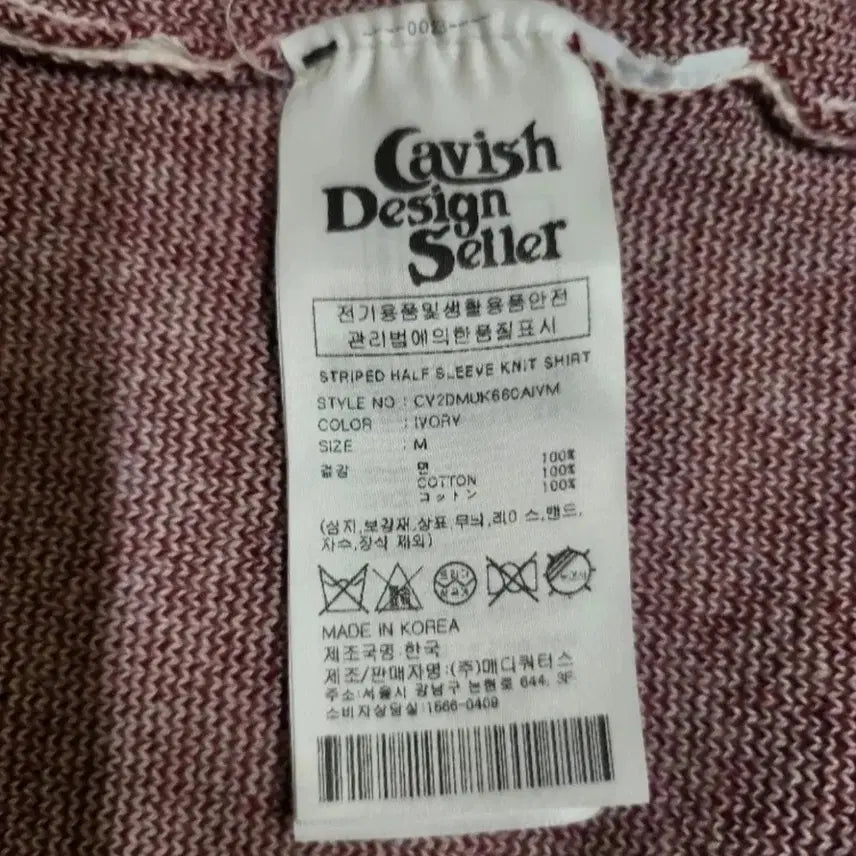 Cavish
Design
Seller
전기용품및생활용품안전
관리법에의한품질표시
STRIPED HALF SLEEVE KNIT SHIRT
STYLE NO : CV2DMUK660AIVM
COLOR : IVORY
SIZE : M
겉감 면 100%
COTTON 100%
コットン 100%
(심지,보강재,상표,무늬,레이스,밴드,
자수,장식 제외)
MADE IN KOREA
제조국명:한국
제조/판매자명:(주)메디쿼터스
주소:서울시 강남구 논현로 644, 3F
소비자상담실:1566-0409